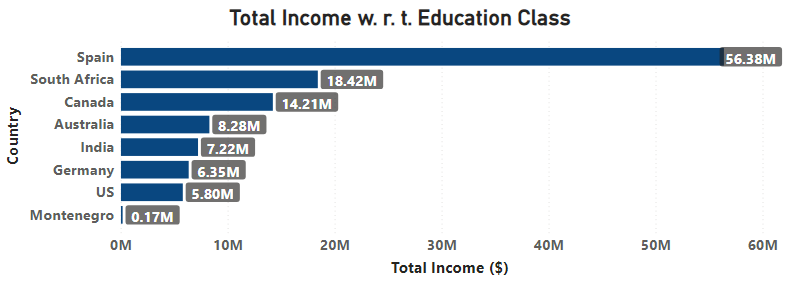 Total Income w. r. t. Education Class
Country
Spain 56.38M
South Africa 18.42M
Canada 14.21M
Australia 8.28M
India 7.22M
Germany 6.35M
US 5.80M
Montenegro 0.17M
0M 10M 20M 30M 40M 50M 60M
Total Income ($)